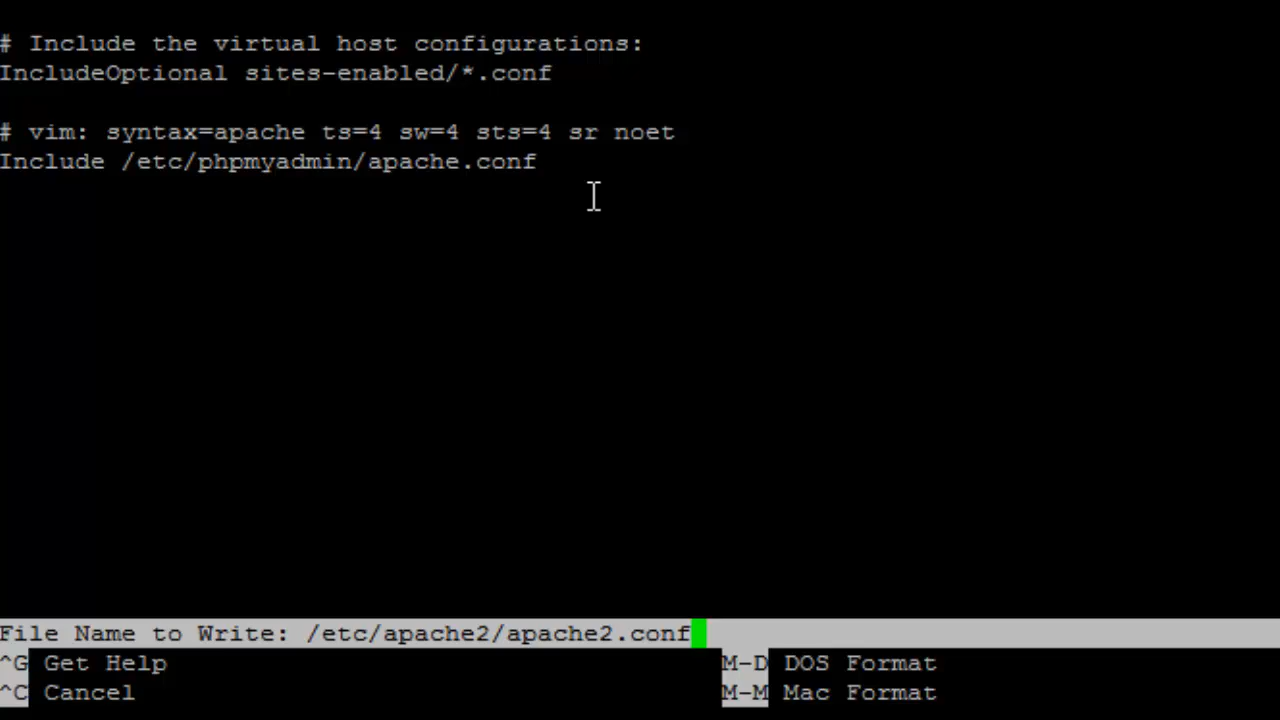 # Include the virtual host configurations:
IncludeOptional sites-enabled/*.conf
# vim: syntax=apache ts=4 sw=4 sts=4 sr noet
Include /etc/phpmyadmin/apache.conf
File Name to Write: /etc/apache2/apache2.conf
^G Get Help M-D DOS Format
^C Cancel M-M Mac Format